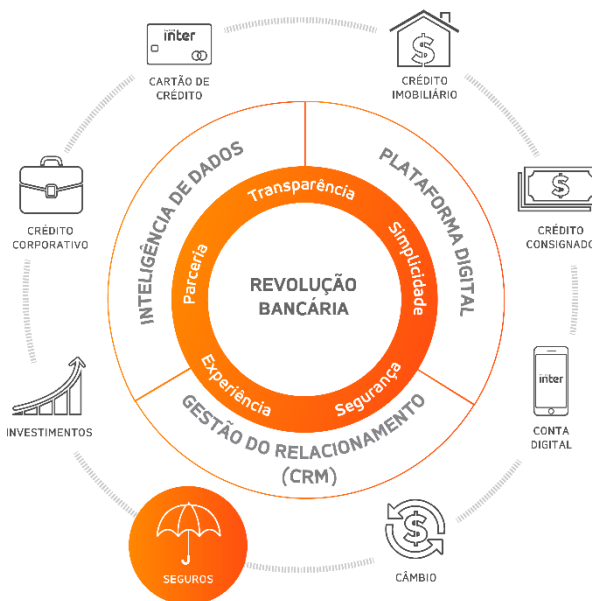 inter
CARTÃO DE
CRÉDITO
CRÉDITO
IMOBILIÁRIO
CRÉDITO
CORPORATIVO
CRÉDITO
CONSIGNADO
INTELIGÊNCIA DE DADOS
PLATAFORMA DIGITAL
Transparência
Parceria
Simplicidade
REVOLUÇÃO
BANCÁRIA
Experiência
Segurança
GESTÃO DO RELACIONAMENTO
(CRM)
INVESTIMENTOS
inter
CONTA
DIGITAL
SEGUROS
CÂMBIO